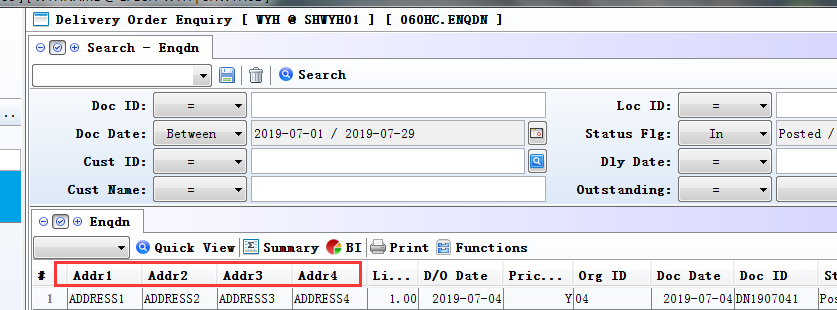 Delivery Order Enquiry [ WYH @ SHWYH01 ] [ 060HC.ENQDN ]
Search - Enqdn
Search
Doc ID: = Loc ID: =
Doc Date: Between 2019-07-01 / 2019-07-29 Status Flg: In Posted /
Cust ID: = Dly Date: =
Cust Name: = Outstanding: =
Enqdn
Quick View Summary BI Print Functions
# Addr1 Addr2 Addr3 Addr4 Li... D/O Date Pric... Org ID Doc Date Doc ID St
1 ADDRESS1 ADDRESS2 ADDRESS3 ADDRESS4 1.00 2019-07-04 Y 04 2019-07-04 DN1907041 Pos